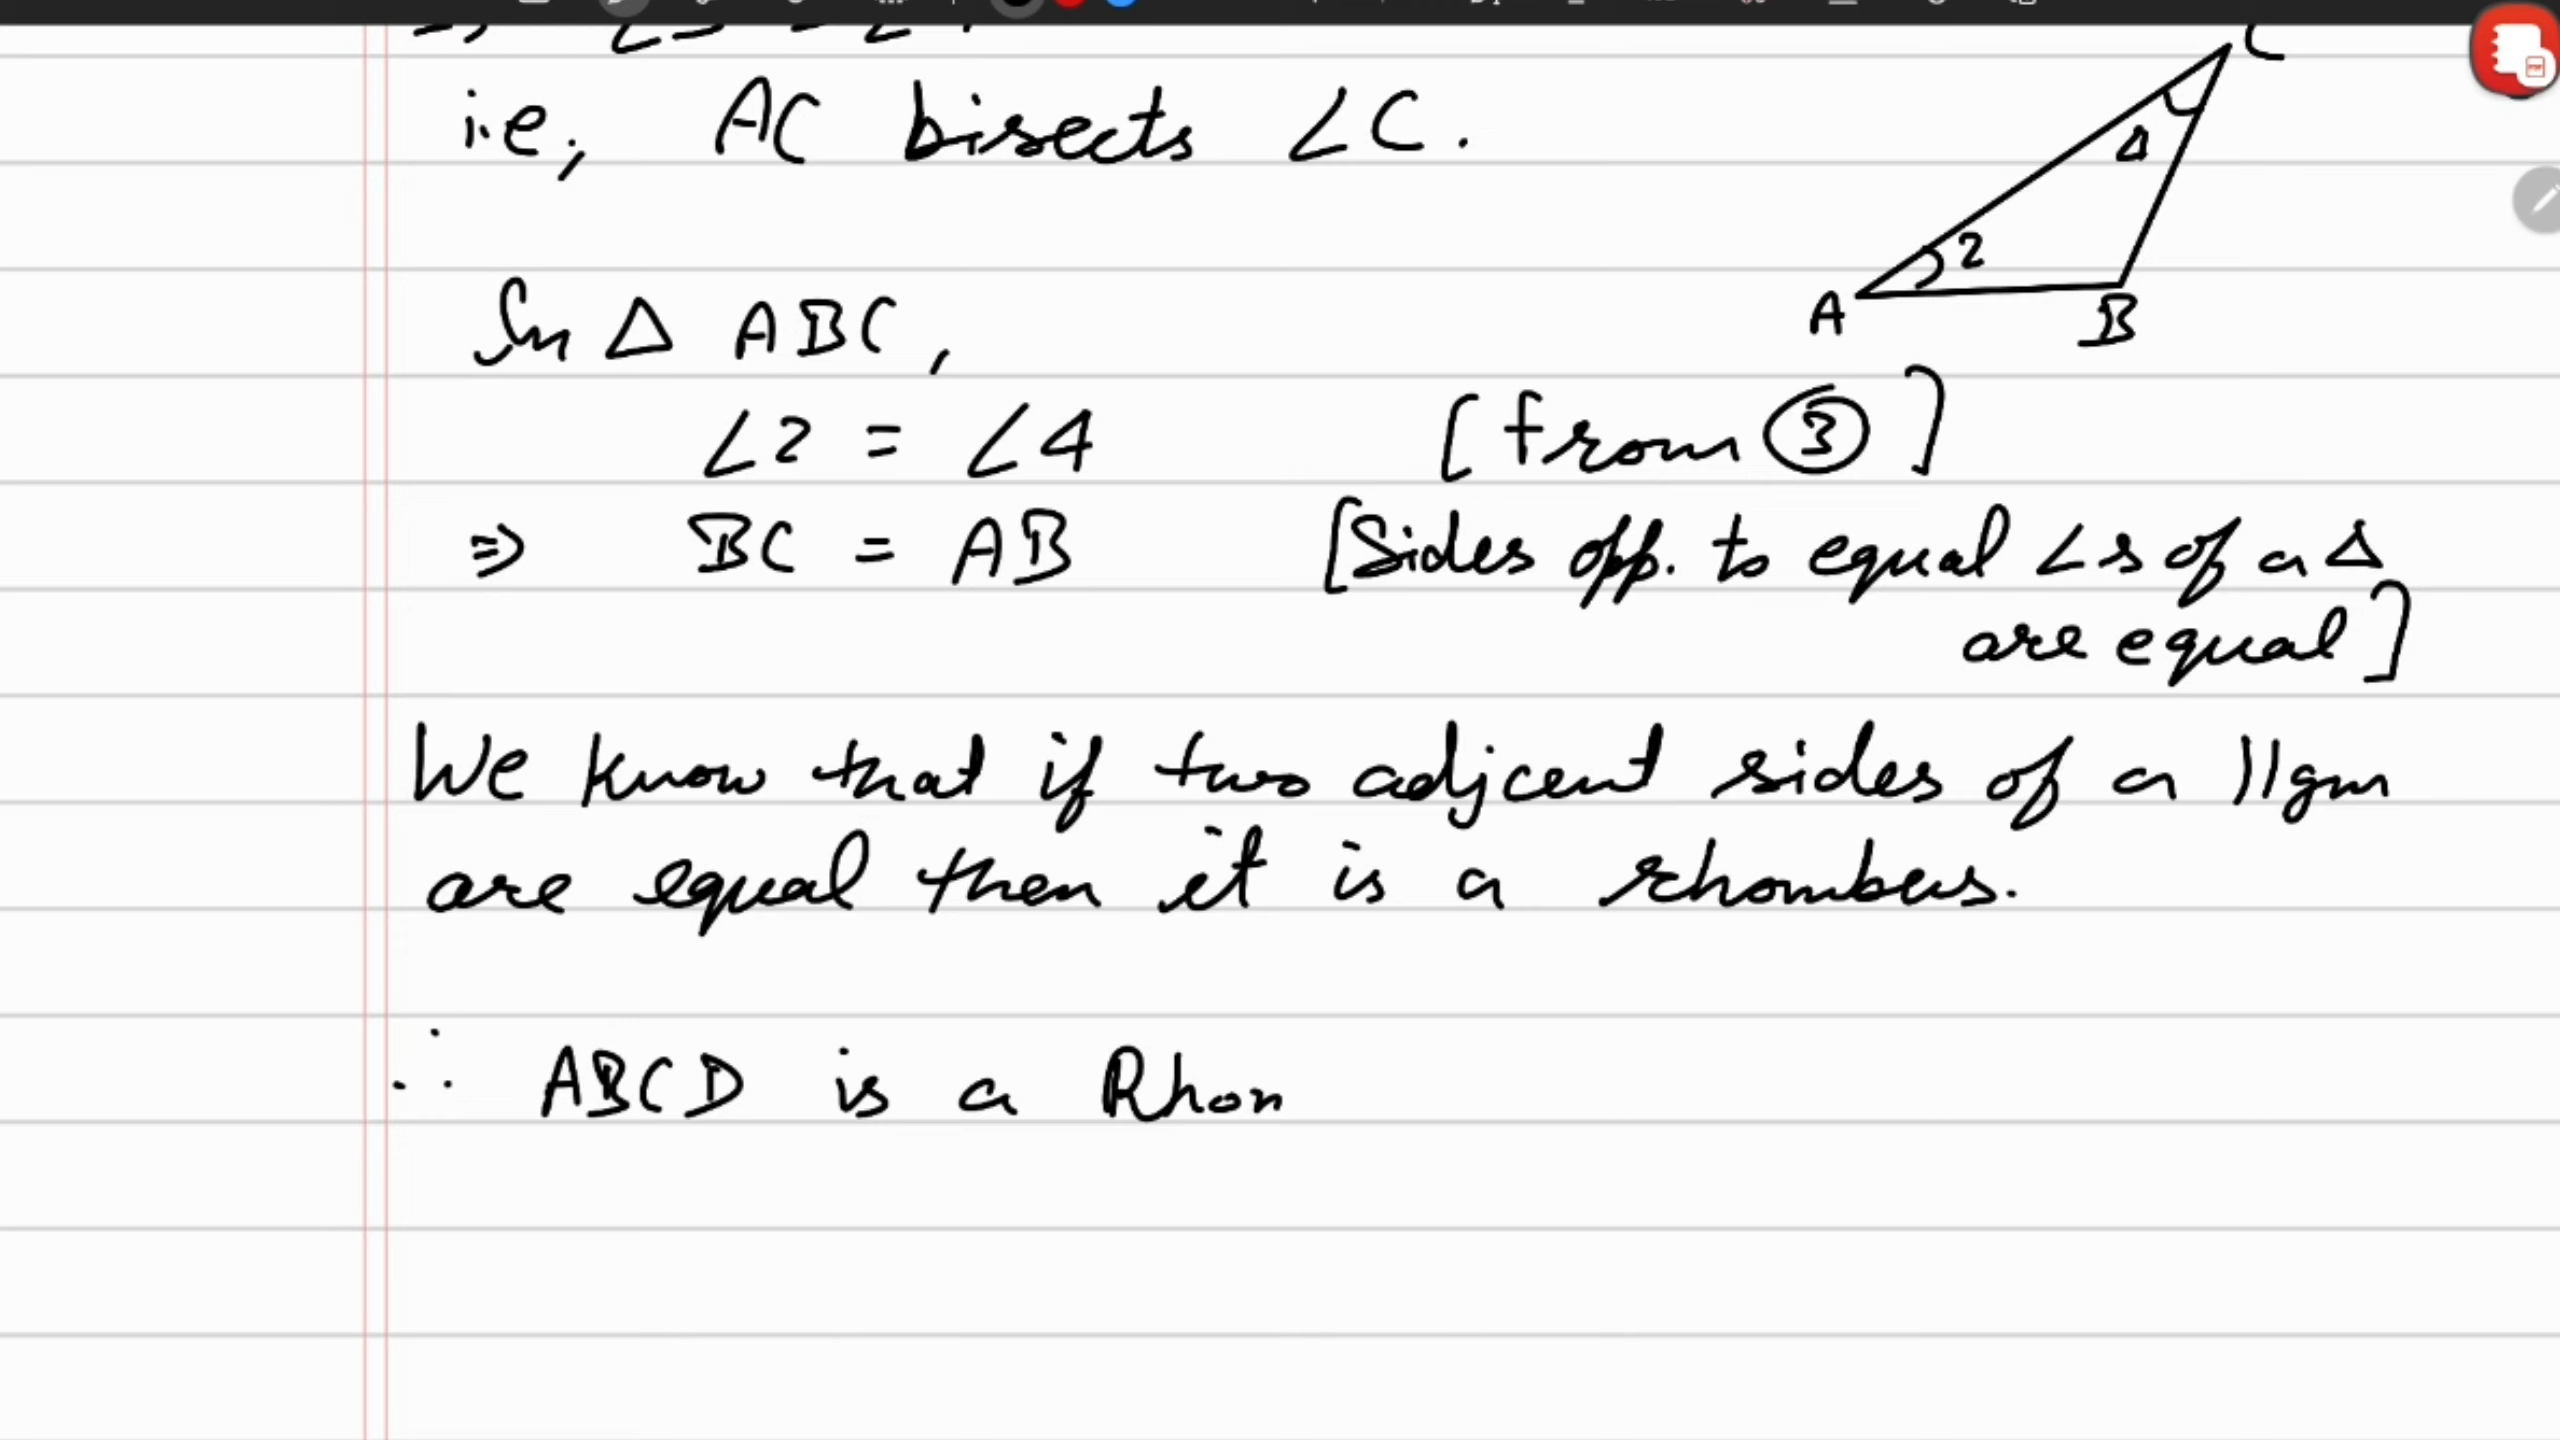 i.e, AC bisects ∠C.
C
4
2
A B
In Δ ABC,
∠2 = ∠4 [from ③]
⇒ BC = AB [Sides opp. to equal ∠s of a Δ
are equal]
We know that if two adjcent sides of a ||gm
are equal then it is a rhombus.
∴ ABCD is a Rhom